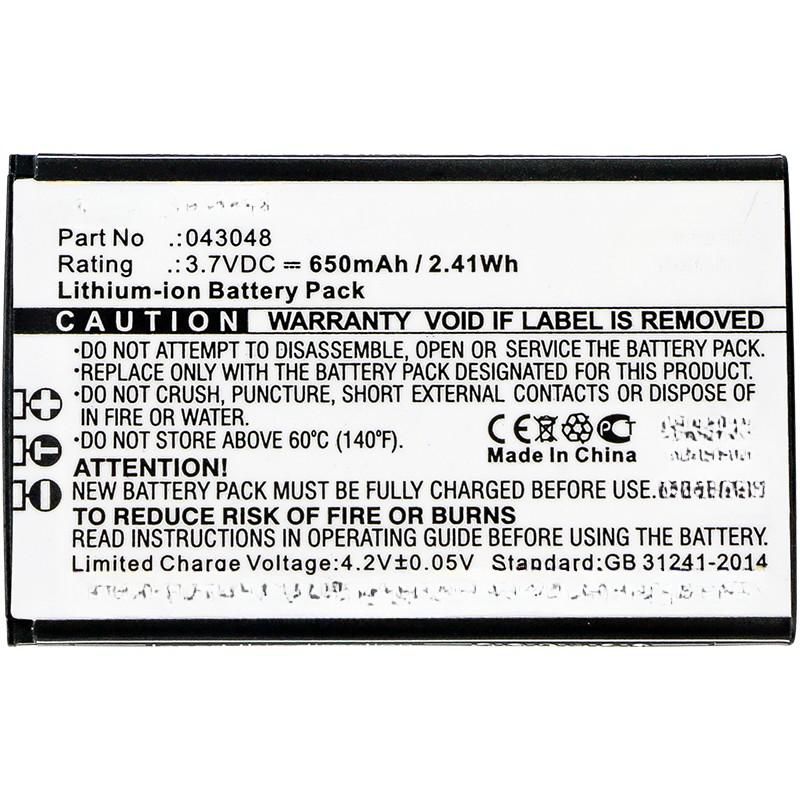 Part No .:043048
Rating .:3.7VDC ⎓ 650mAh / 2.41Wh
Lithium-ion Battery Pack
CAUTION WARRANTY VOID IF LABEL IS REMOVED
•DO NOT ATTEMPT TO DISASSEMBLE, OPEN OR SERVICE THE BATTERY PACK.
•REPLACE ONLY WITH THE BATTERY PACK DESIGNATED FOR THIS PRODUCT.
•DO NOT CRUSH, PUNCTURE, SHORT EXTERNAL CONTACTS OR DISPOSE OF
IN FIRE OR WATER.
•DO NOT STORE ABOVE 60°C (140°F).
CE PCT
Made In China
ATTENTION!
NEW BATTERY PACK MUST BE FULLY CHARGED BEFORE USE.
TO REDUCE RISK OF FIRE OR BURNS
READ INSTRUCTIONS IN OPERATING GUIDE BEFORE USING THE BATTERY.
Limited Charge Voltage:4.2V±0.05V Standard:GB 31241-2014